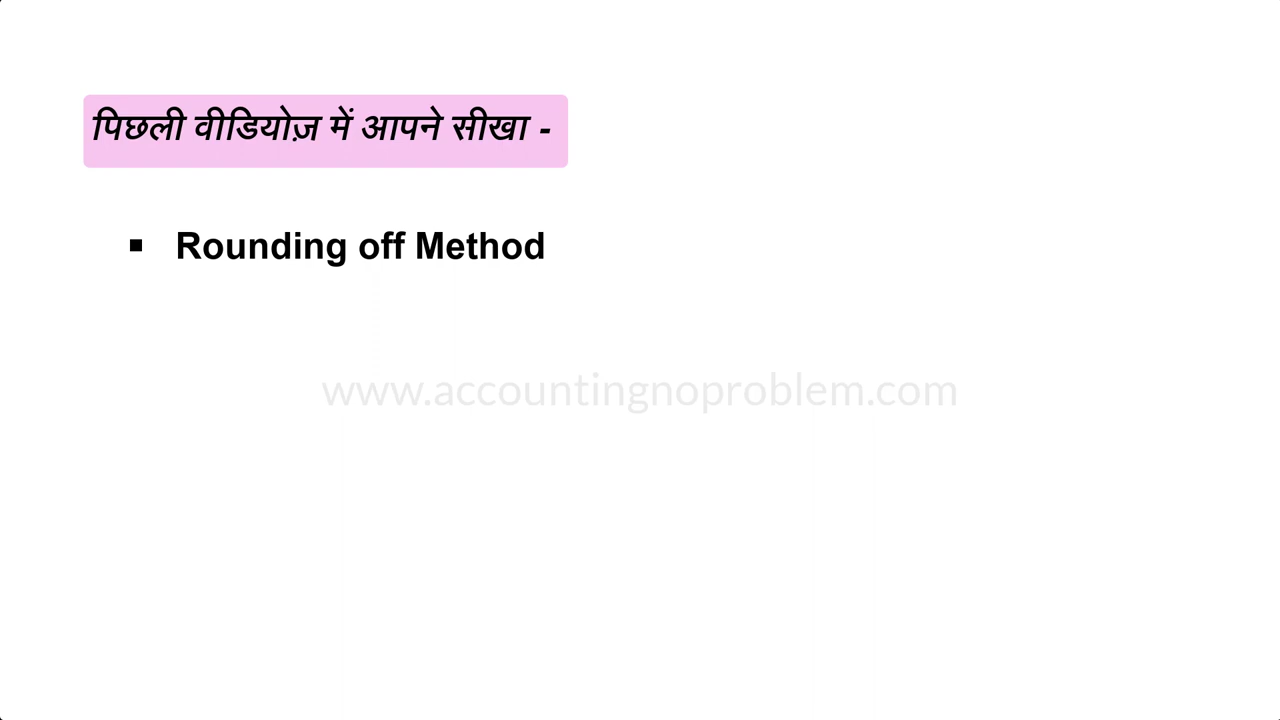 पिछली वीडियोज़ में आपने सीखा -
▪ Rounding off Method
www.accountingnoproblem.com